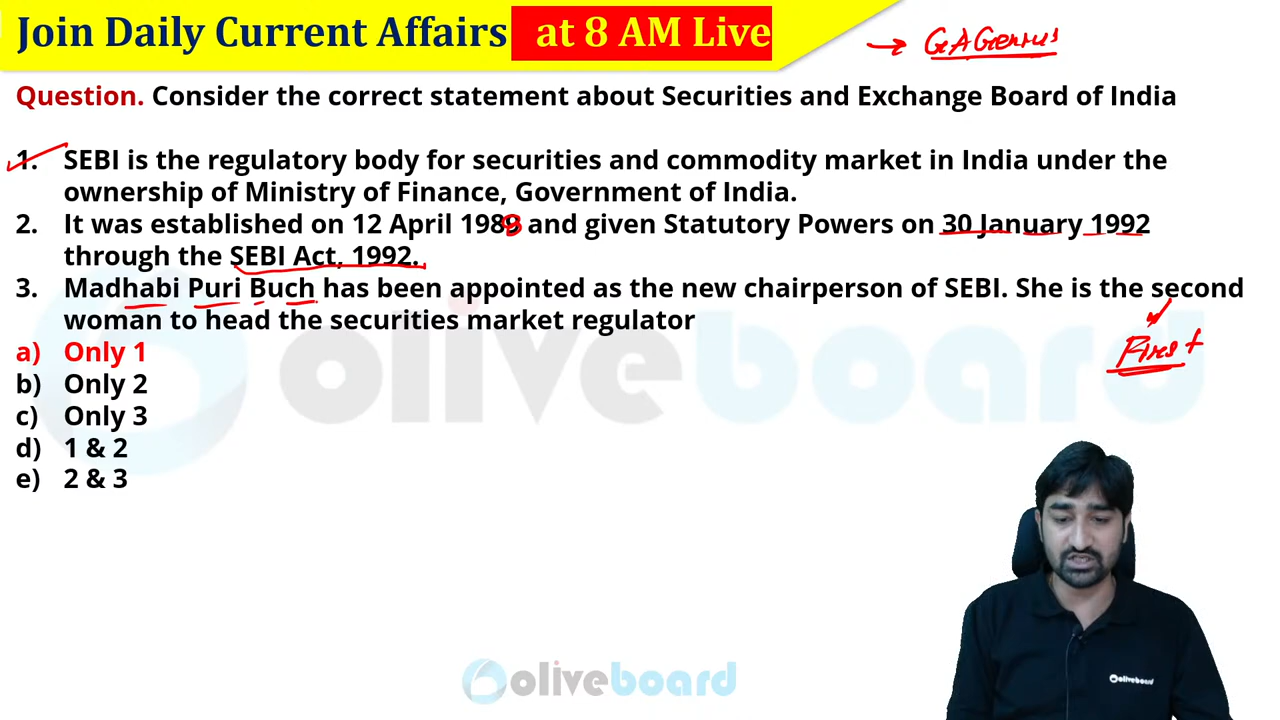 Join Daily Current Affairs at 8 AM Live
→ GA Genius
Question. Consider the correct statement about Securities and Exchange Board of India
1. SEBI is the regulatory body for securities and commodity market in India under the
ownership of Ministry of Finance, Government of India.
2. It was established on 12 April 1988 and given Statutory Powers on 30 January 1992
through the SEBI Act, 1992.
3. Madhabi Puri Buch has been appointed as the new chairperson of SEBI. She is the second
woman to head the securities market regulator
First
a) Only 1
b) Only 2
c) Only 3
d) 1 & 2
e) 2 & 3
oliveboard
oliveboard
oliveboard